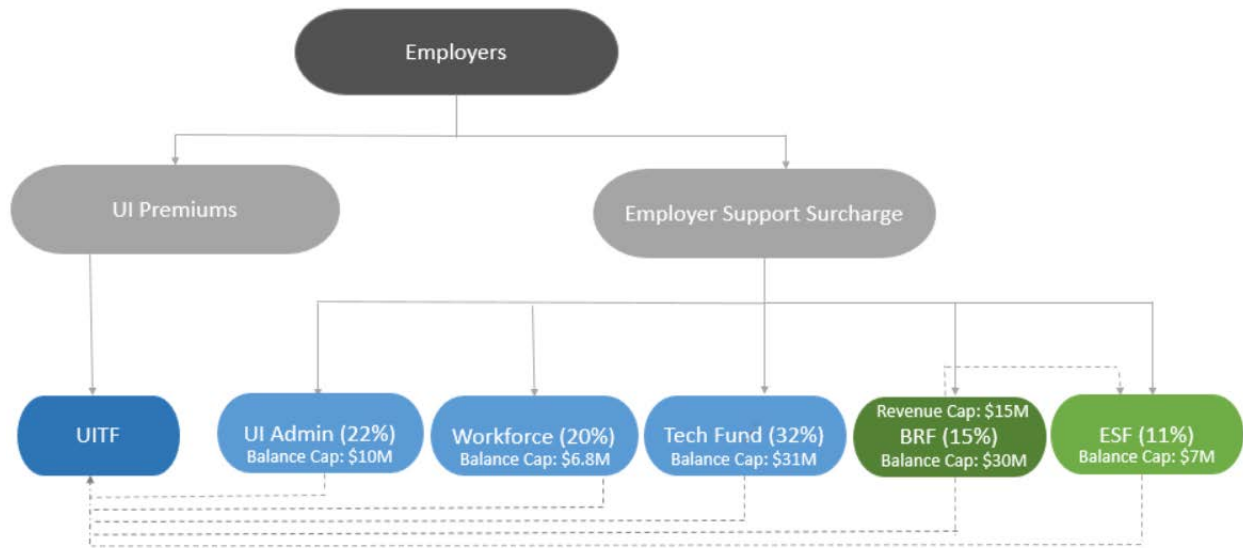 Employers
UI Premiums
Employer Support Surcharge
UITF
UI Admin (22%)
Balance Cap: $10M
Workforce (20%)
Balance Cap: $6.8M
Tech Fund (32%)
Balance Cap: $31M
Revenue Cap: $15M
BRF (15%)
Balance Cap: $30M
ESF (11%)
Balance Cap: $7M